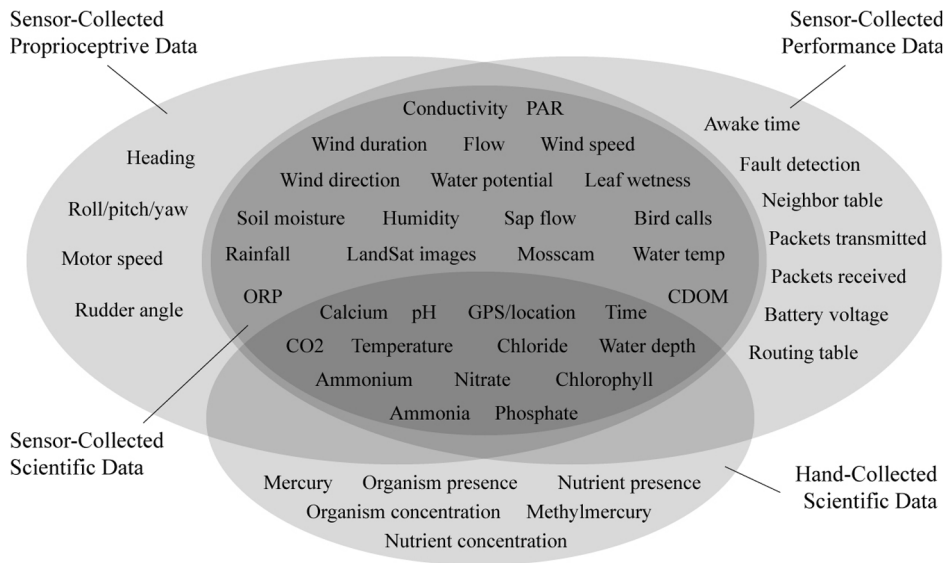 Sensor-Collected
Proprioceptive Data
Sensor-Collected
Performance Data
Conductivity PAR
Awake time
Wind duration Flow Wind speed
Heading
Fault detection
Wind direction Water potential Leaf wetness
Neighbor table
Roll/pitch/yaw
Soil moisture Humidity Sap flow Bird calls
Packets transmitted
Motor speed
Rainfall LandSat images Mosscam Water temp
Packets received
Rudder angle
ORP
CDOM
Calcium pH GPS/location Time
Battery voltage
CO2 Temperature Chloride Water depth
Routing table
Ammonium Nitrate Chlorophyll
Ammonia Phosphate
Sensor-Collected
Scientific Data
Hand-Collected
Scientific Data
Mercury Organism presence Nutrient presence
Organism concentration Methylmercury
Nutrient concentration